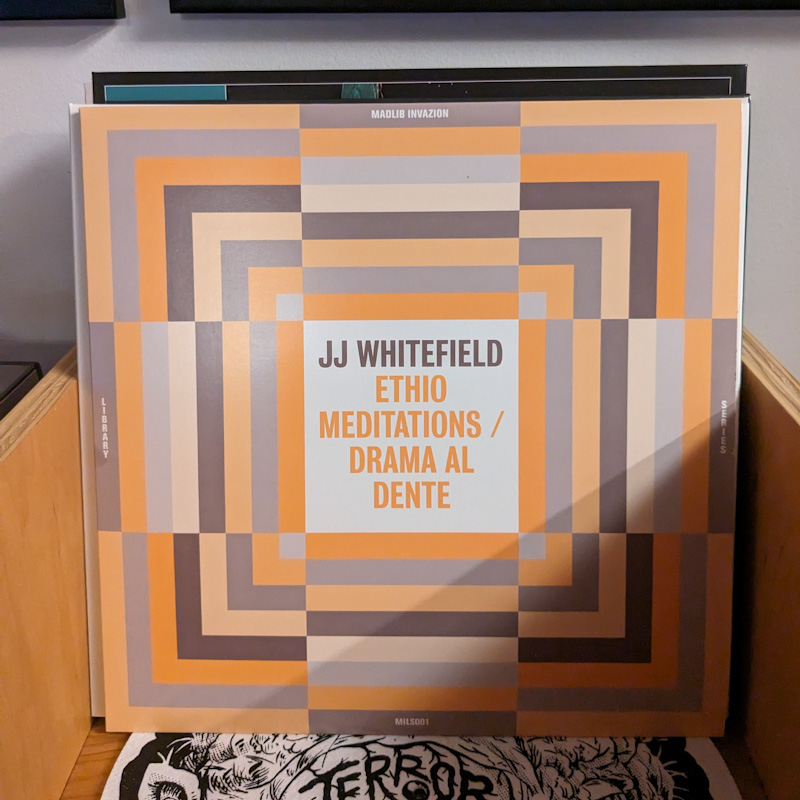 MADLIB INVAZION
JJ WHITEFIELD
ETHIO
MEDITATIONS /
DRAMA AL
DENTE
LIBRARY
SERIES
MILS001
TERROR